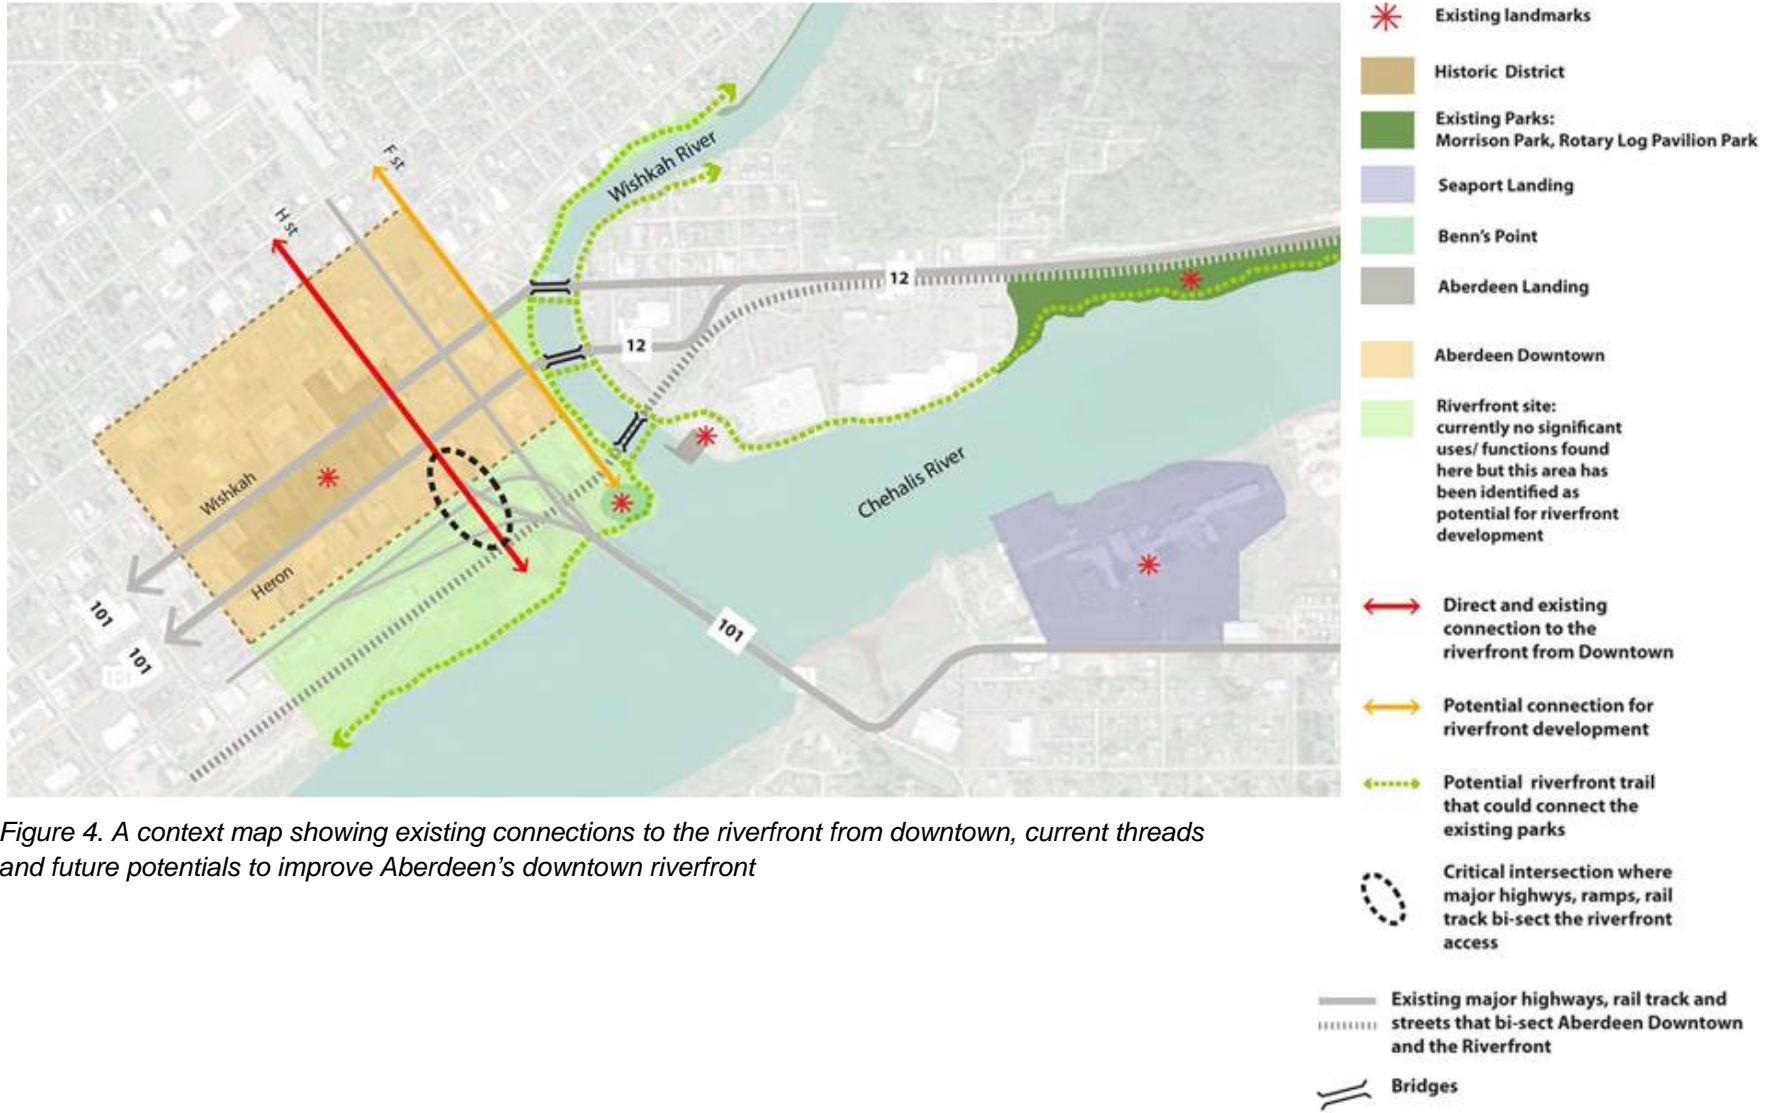 F st
H st
Wishkah River
12
12
Wishkah
Heron
Chehalis River
101
101
101
Existing landmarks
Historic District
Existing Parks:
Morrison Park, Rotary Log Pavilion Park
Seaport Landing
Benn's Point
Aberdeen Landing
Aberdeen Downtown
Riverfront site:
currently no significant
uses/ functions found
here but this area has
been identified as
potential for riverfront
development
Direct and existing
connection to the
riverfront from Downtown
Potential connection for
riverfront development
Potential riverfront trail
that could connect the
existing parks
Critical intersection where
major highwys, ramps, rail
track bi-sect the riverfront
access
Existing major highways, rail track and
streets that bi-sect Aberdeen Downtown
and the Riverfront
Bridges
Figure 4. A context map showing existing connections to the riverfront from downtown, current threads
and future potentials to improve Aberdeen's downtown riverfront